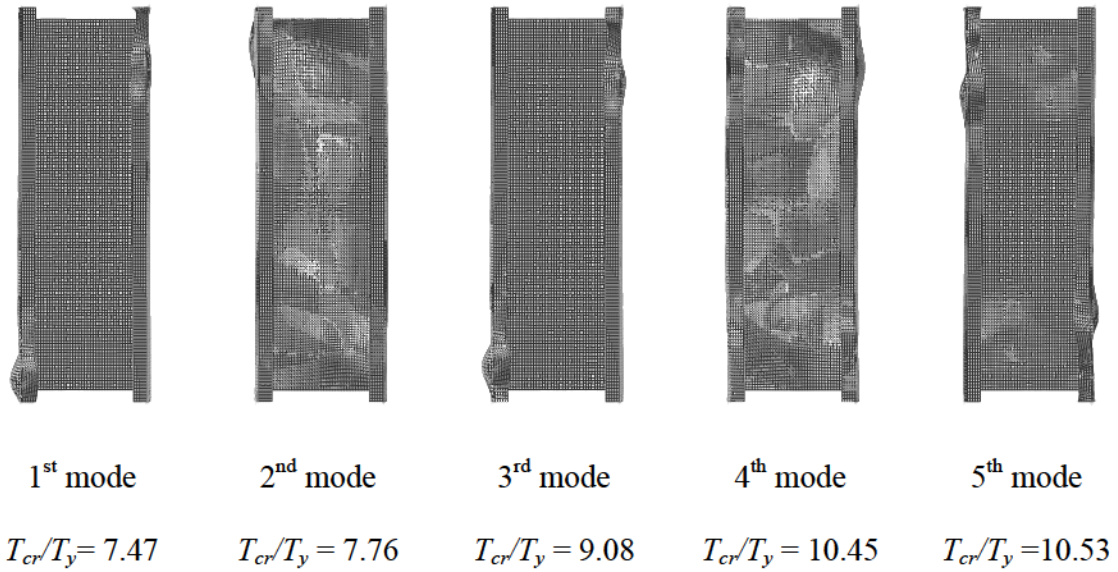 1st mode 2nd mode 3rd mode 4th mode 5th mode
Tcr/Ty= 7.47 Tcr/Ty = 7.76 Tcr/Ty = 9.08 Tcr/Ty = 10.45 Tcr/Ty =10.53